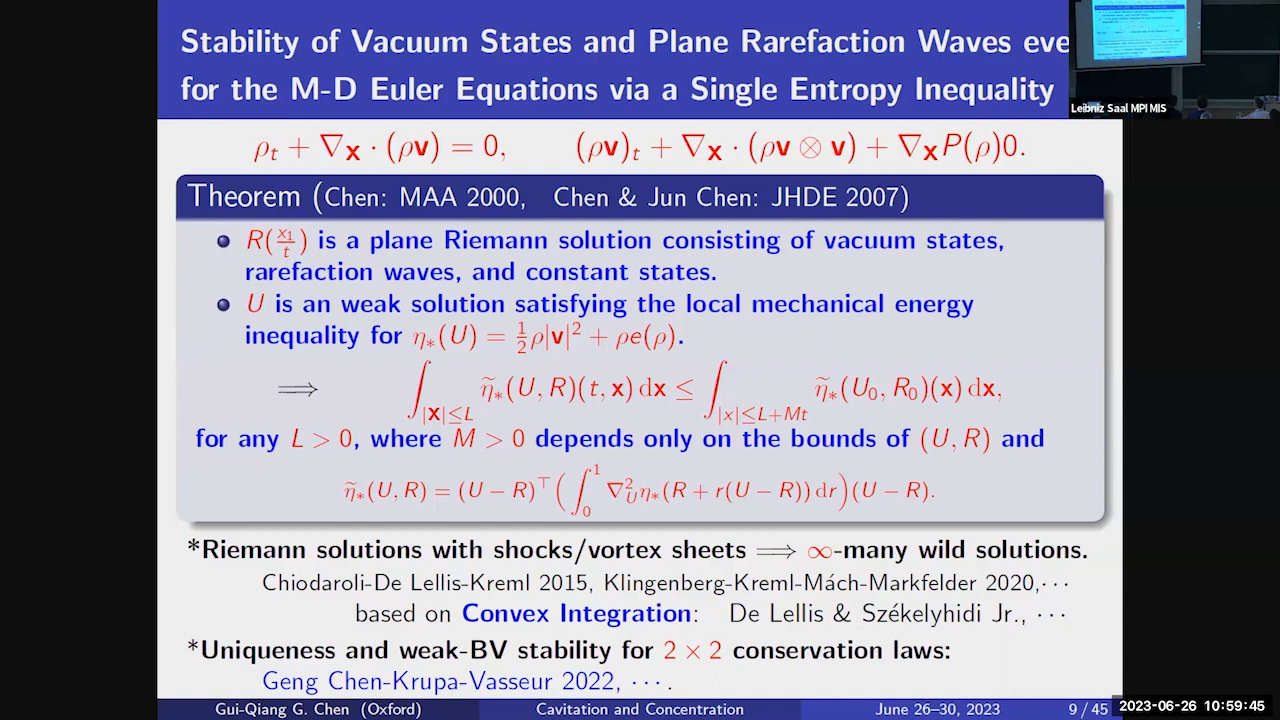 Stability of Vacuum States and Plane Rarefaction Waves eve
for the M-D Euler Equations via a Single Entropy Inequality
Leibniz Saal MPI MIS
ρ_t + ∇_X · (ρv) = 0, (ρv)_t + ∇_X · (ρv ⊗ v) + ∇_X P(ρ)0.
Theorem (Chen: MAA 2000, Chen & Jun Chen: JHDE 2007)
R(x₁/t) is a plane Riemann solution consisting of vacuum states,
rarefaction waves, and constant states.
U is an weak solution satisfying the local mechanical energy
inequality for η_*(U) = ½ρ|v|² + ρe(ρ).
⟹ ∫_{|X|≤L} η̃_*(U, R)(t, x) dx ≤ ∫_{|x|≤L+Mt} η̃_*(U₀, R₀)(x) dx,
for any L > 0, where M > 0 depends only on the bounds of (U, R) and
η̃_*(U, R) = (U − R)^⊤ (∫₀¹ ∇²_U η_*(R + r(U − R)) dr)(U − R).
*Riemann solutions with shocks/vortex sheets ⟹ ∞-many wild solutions.
Chiodaroli-De Lellis-Kreml 2015, Klingenberg-Kreml-Mách-Markfelder 2020,···
based on Convex Integration: De Lellis & Székelyhidi Jr., ···
*Uniqueness and weak-BV stability for 2 × 2 conservation laws:
Geng Chen-Krupa-Vasseur 2022, ··· .
Gui-Qiang G. Chen (Oxford) Cavitation and Concentration June 26–30, 2023 9 / 45
2023-06-26 10:59:45